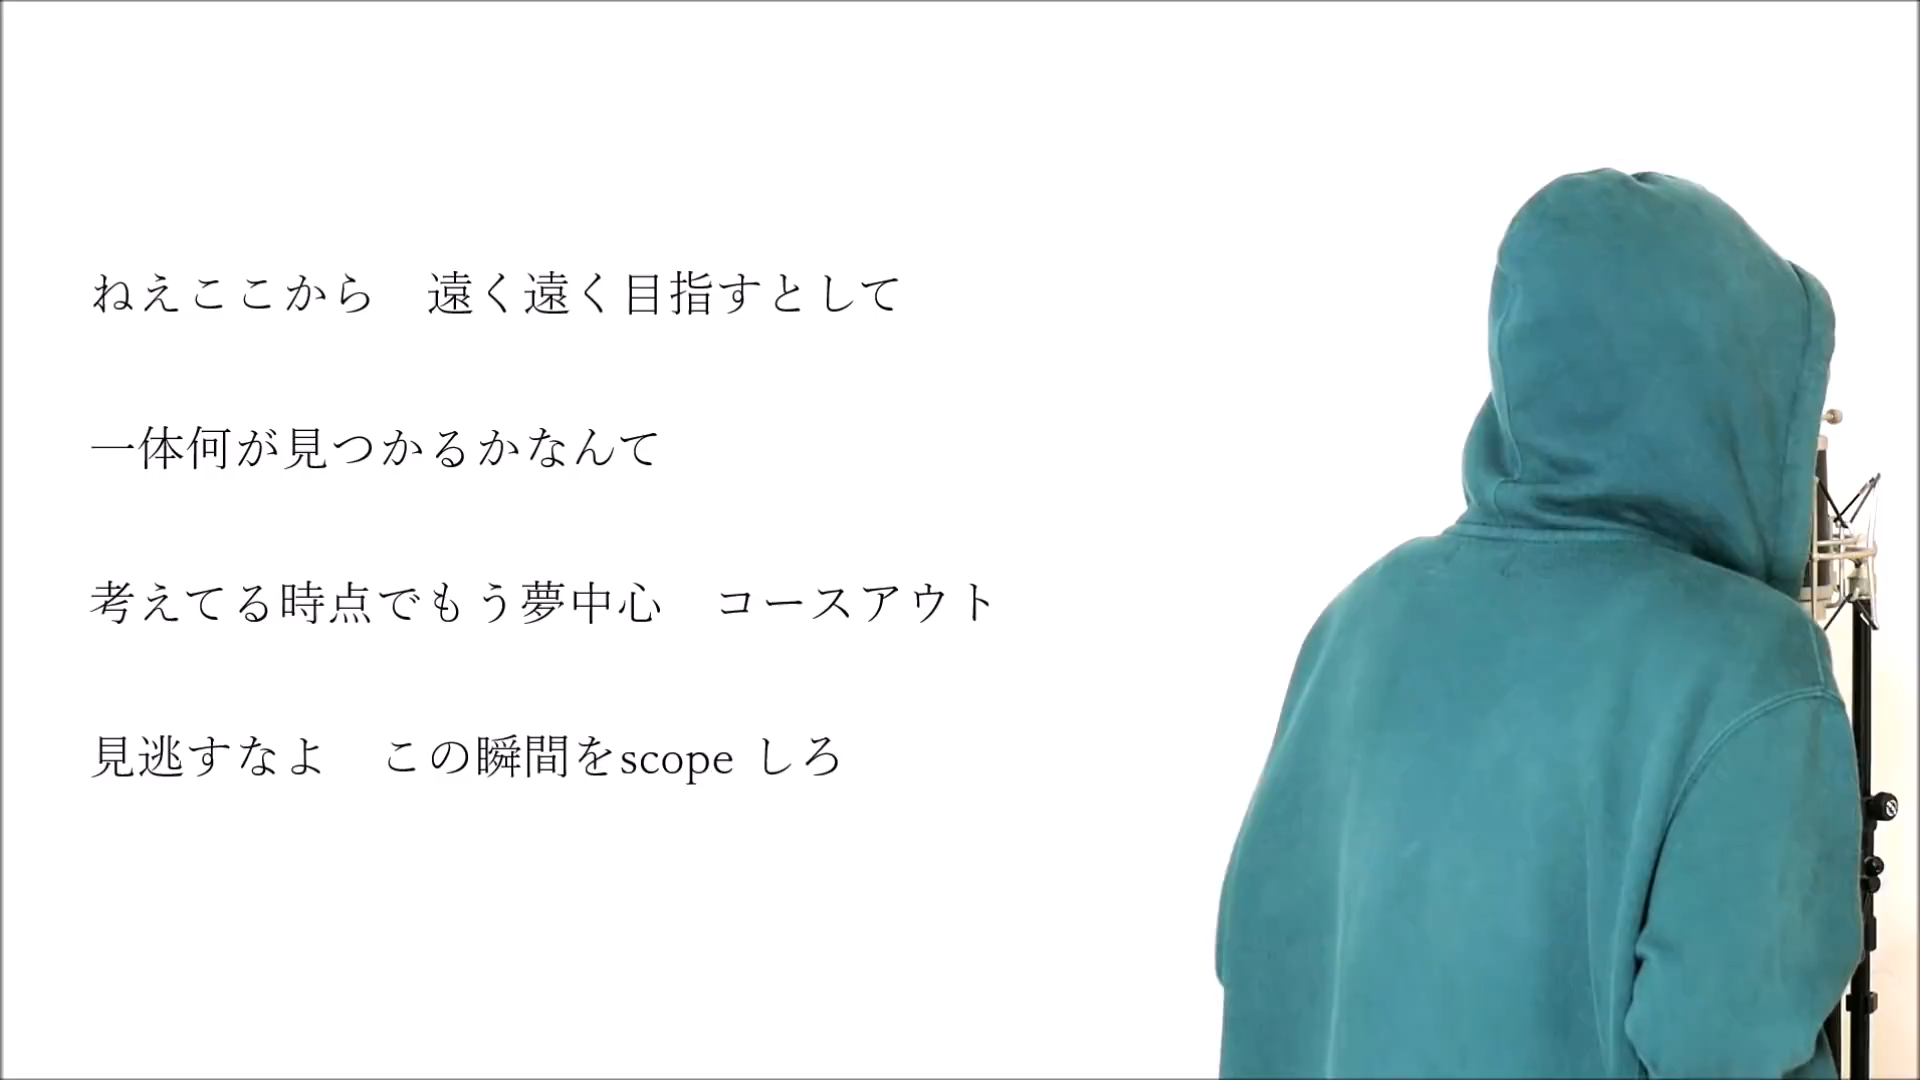 ねえここから　遠く遠く目指すとして
一体何が見つかるかなんて
考えてる時点でもう夢中心　コースアウト
見逃すなよ　この瞬間をscope しろ